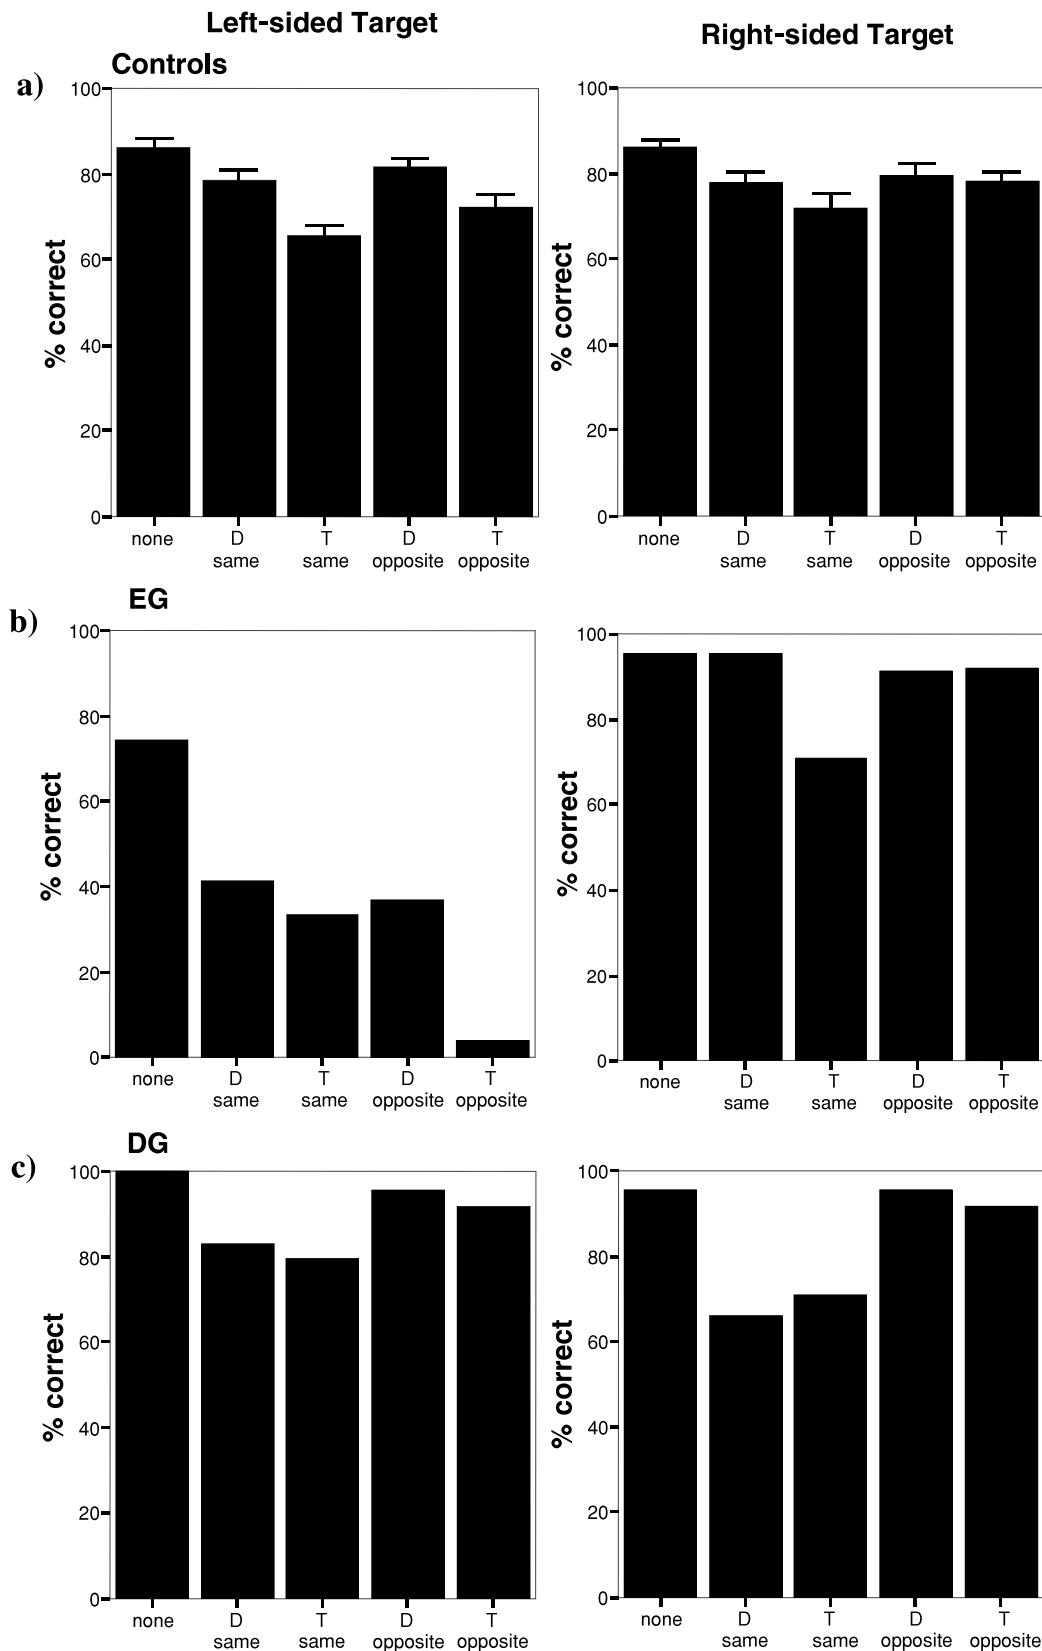 Left-sided Target
Right-sided Target
Controls
a)
100
80
60
40
20
0
% correct
none
D same
T same
D opposite
T opposite
100
80
60
40
20
0
% correct
none
D same
T same
D opposite
T opposite
EG
b)
100
80
60
40
20
0
% correct
none
D same
T same
D opposite
T opposite
100
80
60
40
20
0
% correct
none
D same
T same
D opposite
T opposite
DG
c)
100
80
60
40
20
0
% correct
none
D same
T same
D opposite
T opposite
100
80
60
40
20
0
% correct
none
D same
T same
D opposite
T opposite